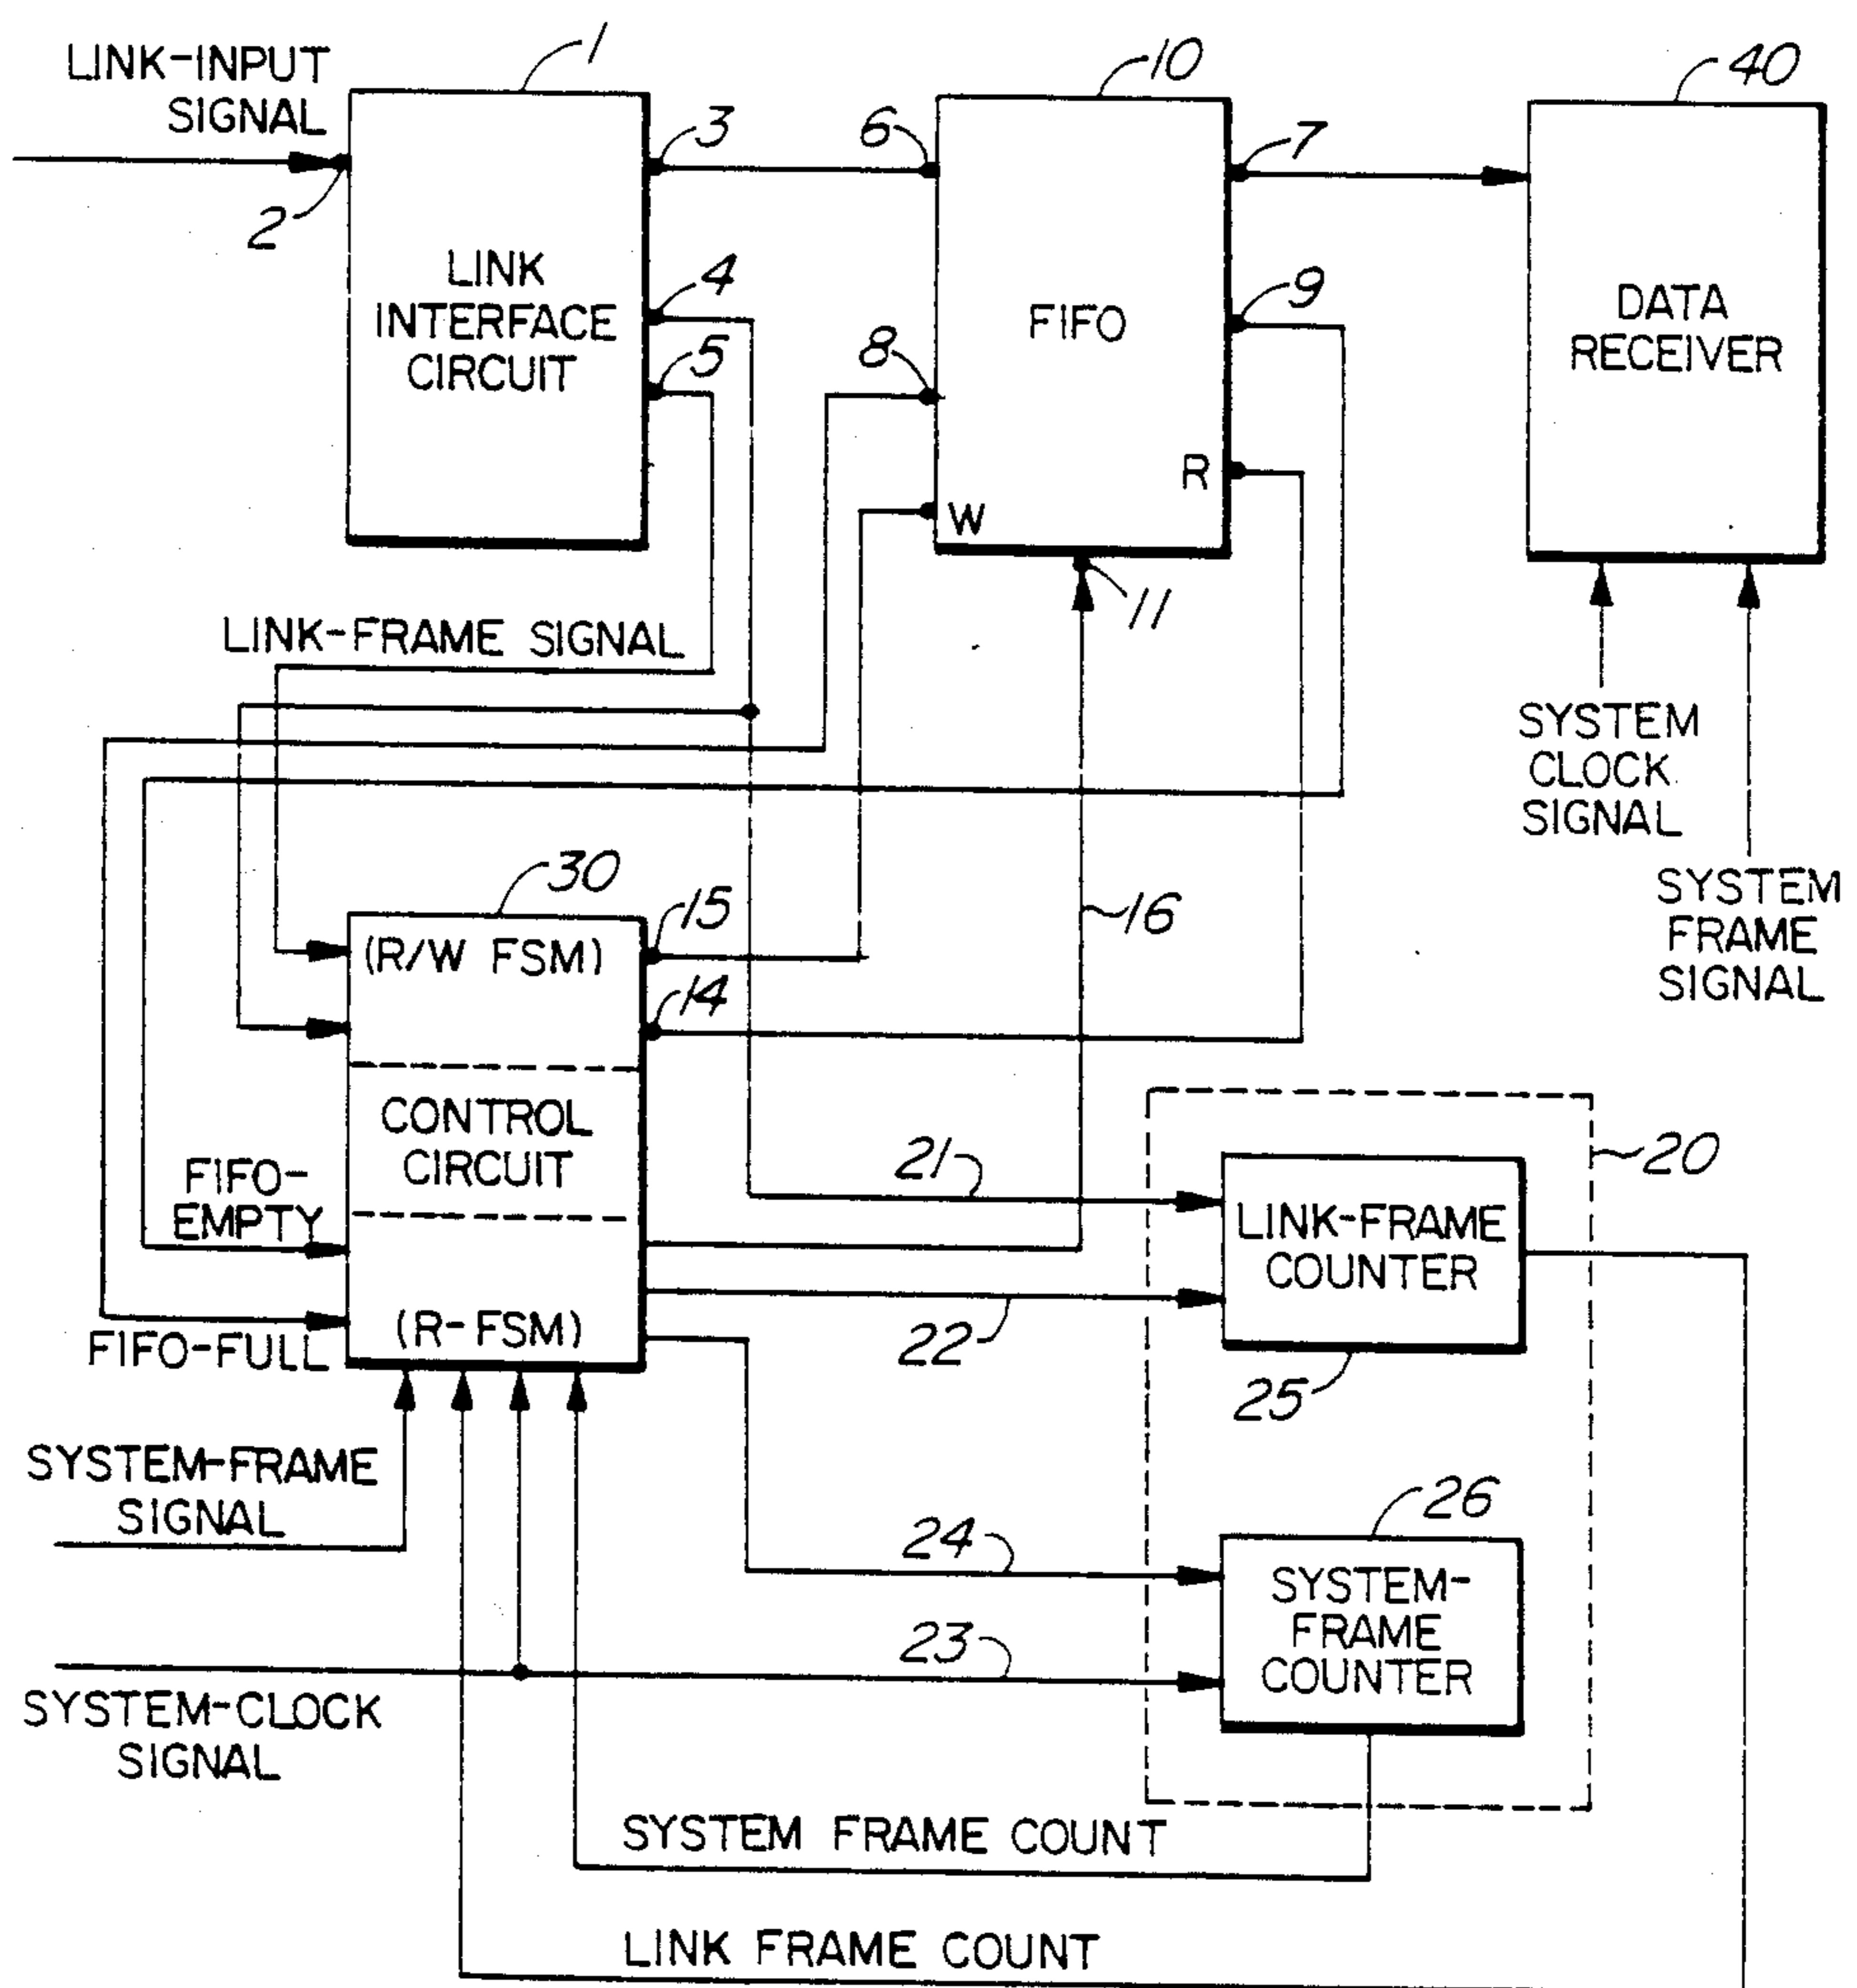 LINK-INPUT
SIGNAL
1
10
40
2
3
6
7
4
5
8
9
LINK
INTERFACE
CIRCUIT
FIFO
DATA
RECEIVER
R
W
11
LINK-FRAME SIGNAL
SYSTEM
CLOCK
SIGNAL
SYSTEM
FRAME
SIGNAL
30
15
14
16
(R/W FSM)
CONTROL
CIRCUIT
(R-FSM)
FIFO-
EMPTY
FIFO-FULL
21
20
LINK-FRAME
COUNTER
22
25
SYSTEM-FRAME
SIGNAL
24
26
SYSTEM-
FRAME
COUNTER
23
SYSTEM-CLOCK
SIGNAL
SYSTEM FRAME COUNT
LINK FRAME COUNT